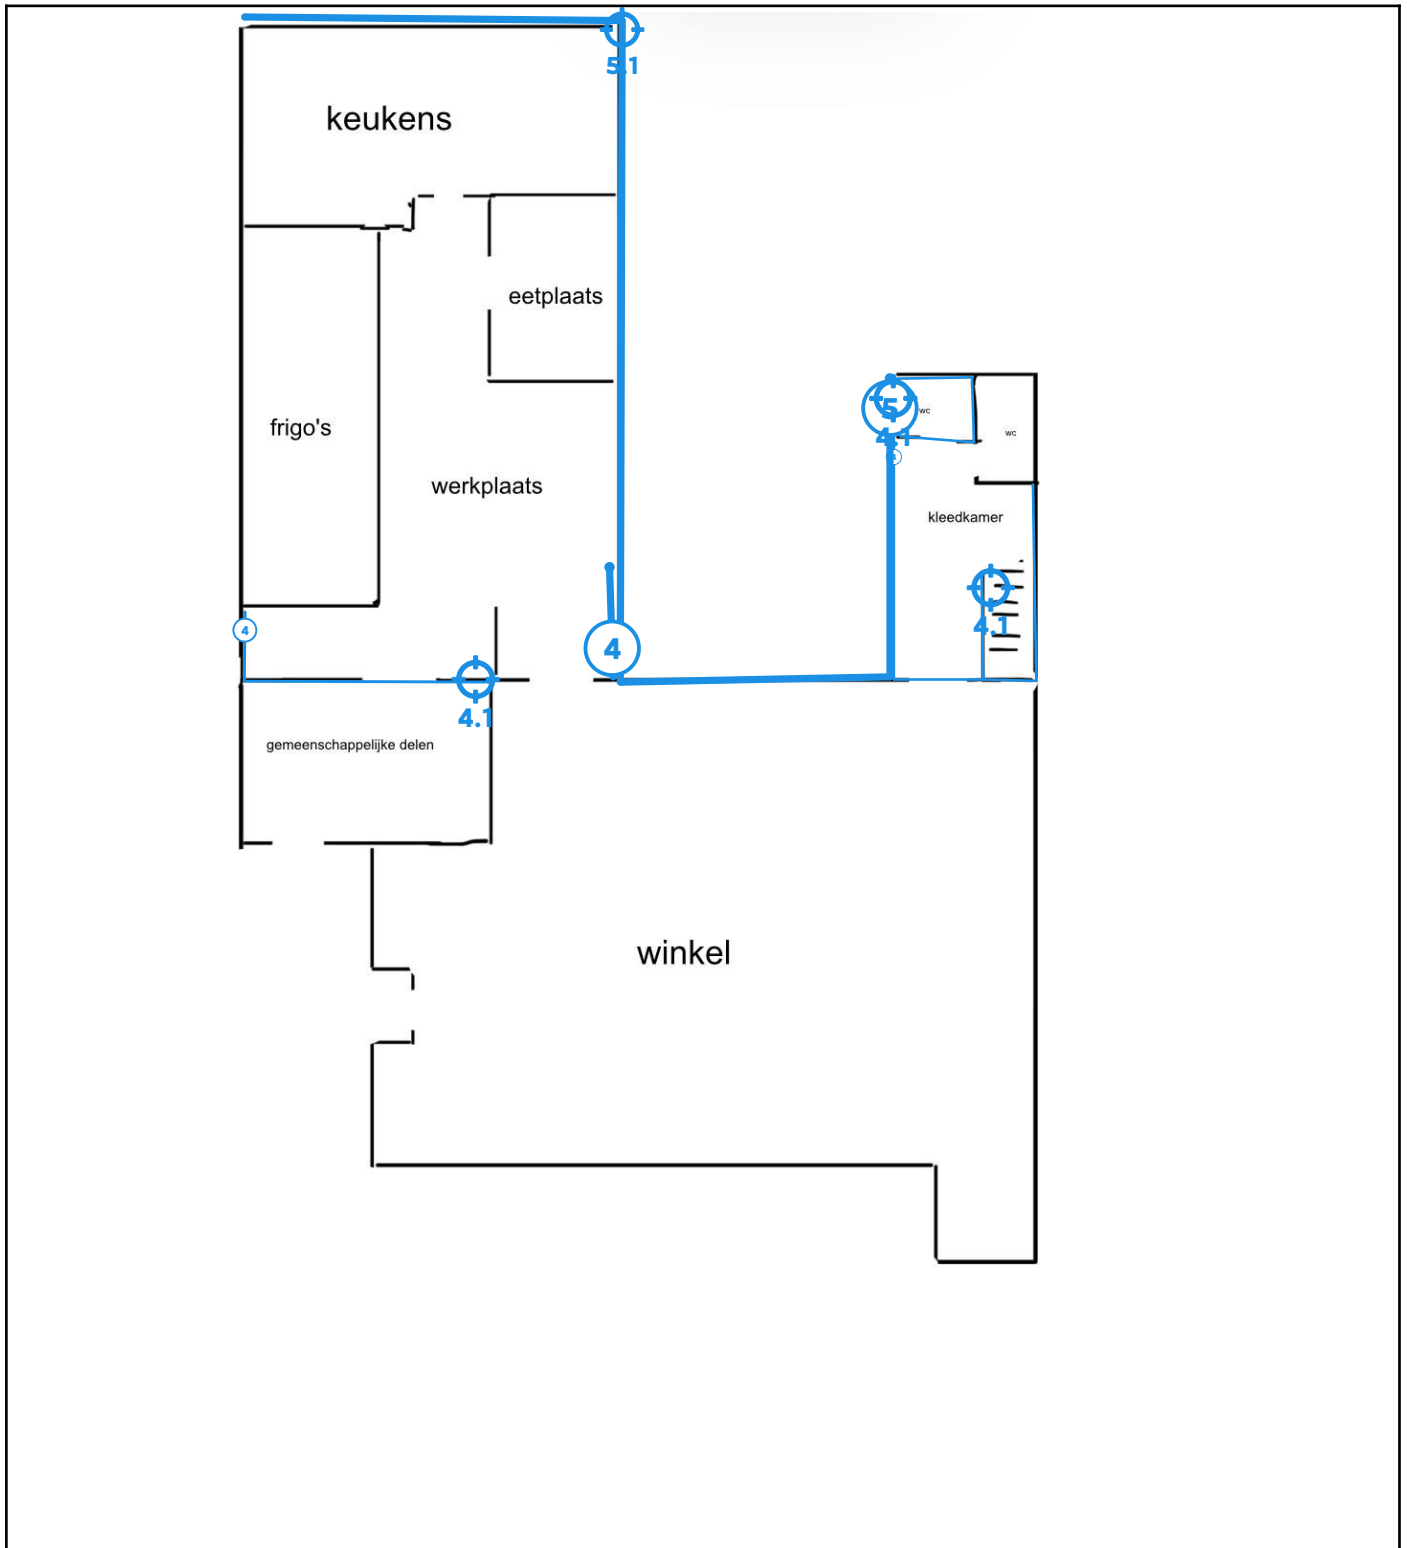 5.1
keukens
eetplaats
5
wc
frigo's
wc
4.1
werkplaats
kleedkamer
4.1
4
4
4.1
gemeenschappelijke delen
winkel